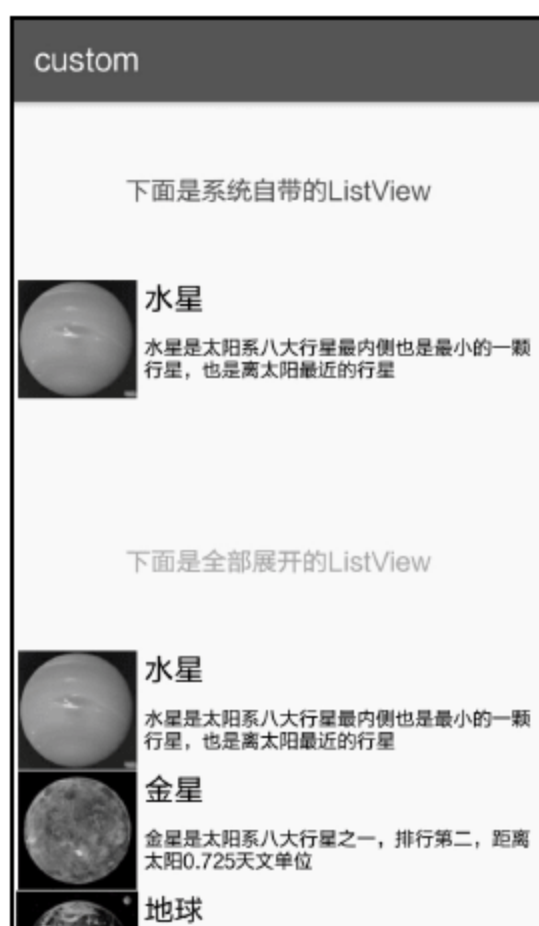 custom
下面是系统自带的ListView
水星
水星是太阳系八大行星最内侧也是最小的一颗
行星，也是离太阳最近的行星
下面是全部展开的ListView
水星
水星是太阳系八大行星最内侧也是最小的一颗
行星，也是离太阳最近的行星
金星
金星是太阳系八大行星之一，排行第二，距离
太阳0.725天文单位
地球